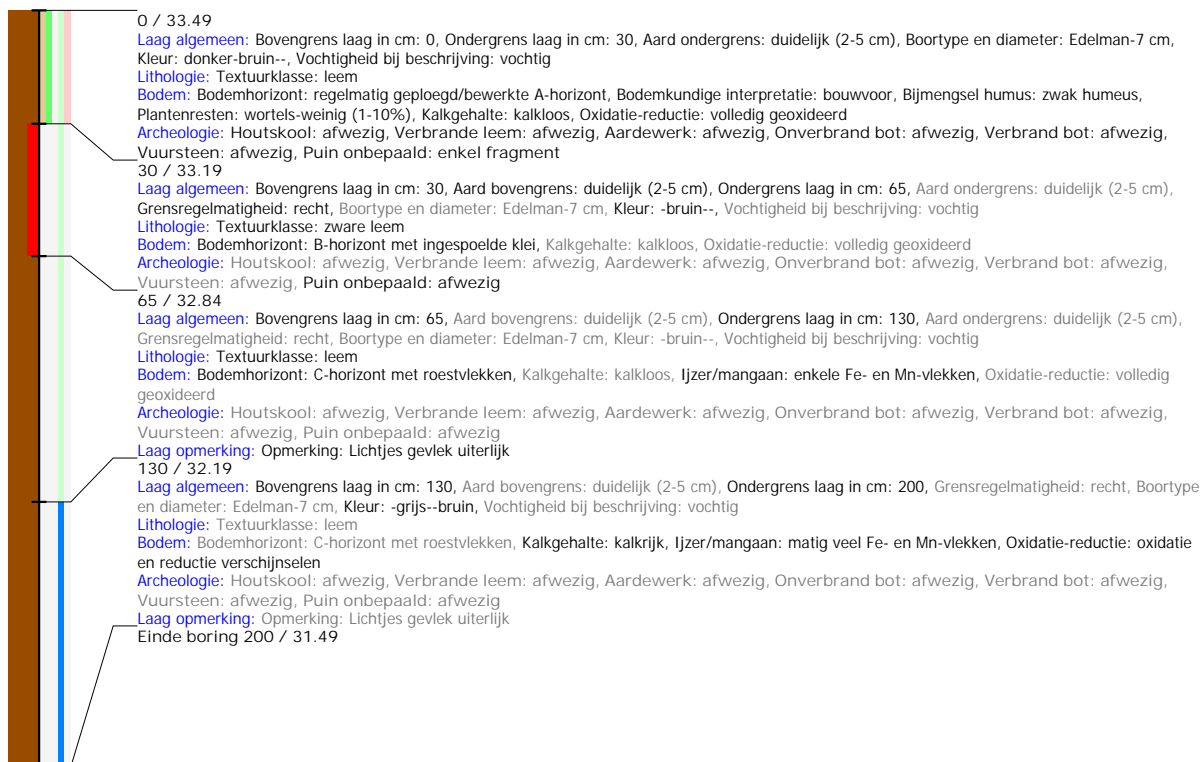 0 / 33.49
Laag algemeen: Bovengrens laag in cm: 0, Ondergrens laag in cm: 30, Aard ondergrens: duidelijk (2-5 cm), Boortype en diameter: Edelman-7 cm,
Kleur: donker-bruin--, Vochtigheid bij beschrijving: vochtig
Lithologie: Textuurklasse: leem
Bodem: Bodemhorizont: regelmatig geploegd/bewerkte A-horizont, Bodemkundige interpretatie: bouwvoor, Bijmengsel humus: zwak humeus,
Plantenresten: wortels-weinig (1-10%), Kalkgehalte: kalkloos, Oxidatie-reductie: volledig geoxideerd
Archeologie: Houtskool: afwezig, Verbrande leem: afwezig, Aardewerk: afwezig, Onverbrand bot: afwezig, Verbrand bot: afwezig,
Vuursteen: afwezig, Puin onbepaald: enkel fragment
30 / 33.19
Laag algemeen: Bovengrens laag in cm: 30, Aard bovengrens: duidelijk (2-5 cm), Ondergrens laag in cm: 65, Aard ondergrens: duidelijk (2-5 cm),
Grensregelmatigheid: recht, Boortype en diameter: Edelman-7 cm, Kleur: -bruin--, Vochtigheid bij beschrijving: vochtig
Lithologie: Textuurklasse: zware leem
Bodem: Bodemhorizont: B-horizont met ingespoelde klei, Kalkgehalte: kalkloos, Oxidatie-reductie: volledig geoxideerd
Archeologie: Houtskool: afwezig, Verbrande leem: afwezig, Aardewerk: afwezig, Onverbrand bot: afwezig, Verbrand bot: afwezig,
Vuursteen: afwezig, Puin onbepaald: afwezig
65 / 32.84
Laag algemeen: Bovengrens laag in cm: 65, Aard bovengrens: duidelijk (2-5 cm), Ondergrens laag in cm: 130, Aard ondergrens: duidelijk (2-5 cm),
Grensregelmatigheid: recht, Boortype en diameter: Edelman-7 cm, Kleur: -bruin--, Vochtigheid bij beschrijving: vochtig
Lithologie: Textuurklasse: leem
Bodem: Bodemhorizont: C-horizont met roestvlekken, Kalkgehalte: kalkloos, Ijzer/mangaan: enkele Fe- en Mn-vlekken, Oxidatie-reductie: volledig
geoxideerd
Archeologie: Houtskool: afwezig, Verbrande leem: afwezig, Aardewerk: afwezig, Onverbrand bot: afwezig, Verbrand bot: afwezig,
Vuursteen: afwezig, Puin onbepaald: afwezig
Laag opmerking: Opmerking: Lichtjes gevlek uiterlijk
130 / 32.19
Laag algemeen: Bovengrens laag in cm: 130, Aard bovengrens: duidelijk (2-5 cm), Ondergrens laag in cm: 200, Grensregelmatigheid: recht, Boortype
en diameter: Edelman-7 cm, Kleur: -grijs--bruin, Vochtigheid bij beschrijving: vochtig
Lithologie: Textuurklasse: leem
Bodem: Bodemhorizont: C-horizont met roestvlekken, Kalkgehalte: kalkrijk, Ijzer/mangaan: matig veel Fe- en Mn-vlekken, Oxidatie-reductie: oxidatie
en reductie verschijnselen
Archeologie: Houtskool: afwezig, Verbrande leem: afwezig, Aardewerk: afwezig, Onverbrand bot: afwezig, Verbrand bot: afwezig,
Vuursteen: afwezig, Puin onbepaald: afwezig
Laag opmerking: Opmerking: Lichtjes gevlek uiterlijk
Einde boring 200 / 31.49